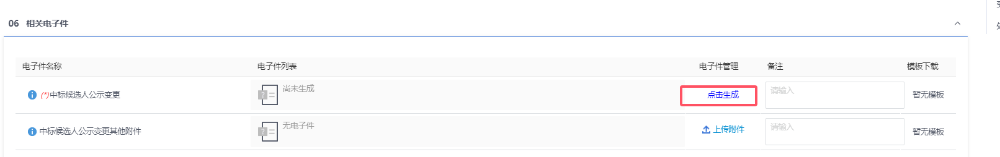 06 相关电子件
电子件名称 电子件列表 电子件管理 备注 模板下载
(*)中标候选人公示变更 尚未生成 点击生成 请输入 暂无模板
中标候选人公示变更其他附件 无电子件 上传附件 请输入 暂无模板